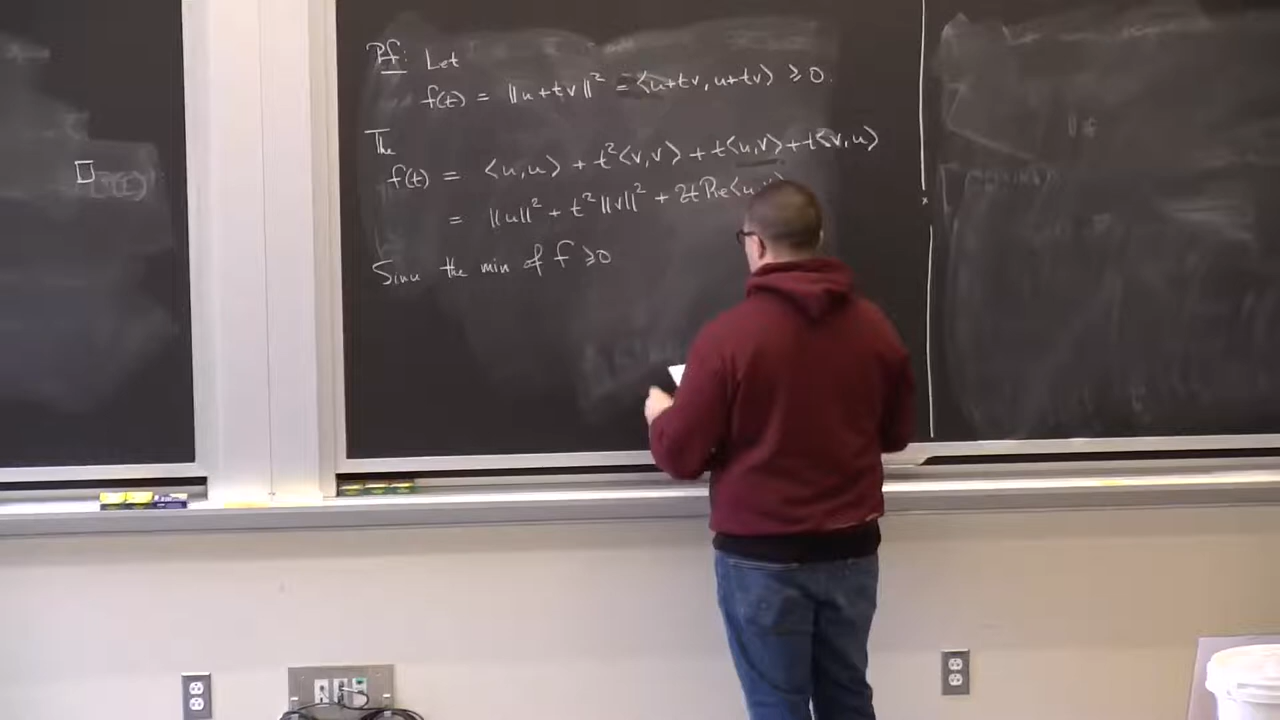 Pf: Let
f(t) = ||u+tv||² = <u+tv, u+tv> ≥ 0.
The
f(t) = <u,u> + t²<v,v> + t<u,v> + t<v,u>
= ||u||² + t²||v||² + 2t Re<u,
Since the min of f ≥ 0